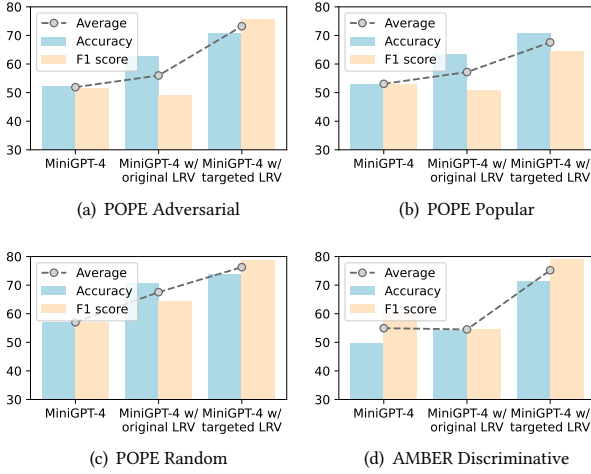 80
70
60
50
40
30
Average
Accuracy
F1 score
MiniGPT-4
MiniGPT-4 w/
original LRV
MiniGPT-4 w/
targeted LRV
(a) POPE Adversarial
80
70
60
50
40
30
Average
Accuracy
F1 score
MiniGPT-4
MiniGPT-4 w/
original LRV
MiniGPT-4 w/
targeted LRV
(b) POPE Popular
80
70
60
50
40
30
Average
Accuracy
F1 score
MiniGPT-4
MiniGPT-4 w/
original LRV
MiniGPT-4 w/
targeted LRV
(c) POPE Random
80
70
60
50
40
30
Average
Accuracy
F1 score
MiniGPT-4
MiniGPT-4 w/
original LRV
MiniGPT-4 w/
targeted LRV
(d) AMBER Discriminative